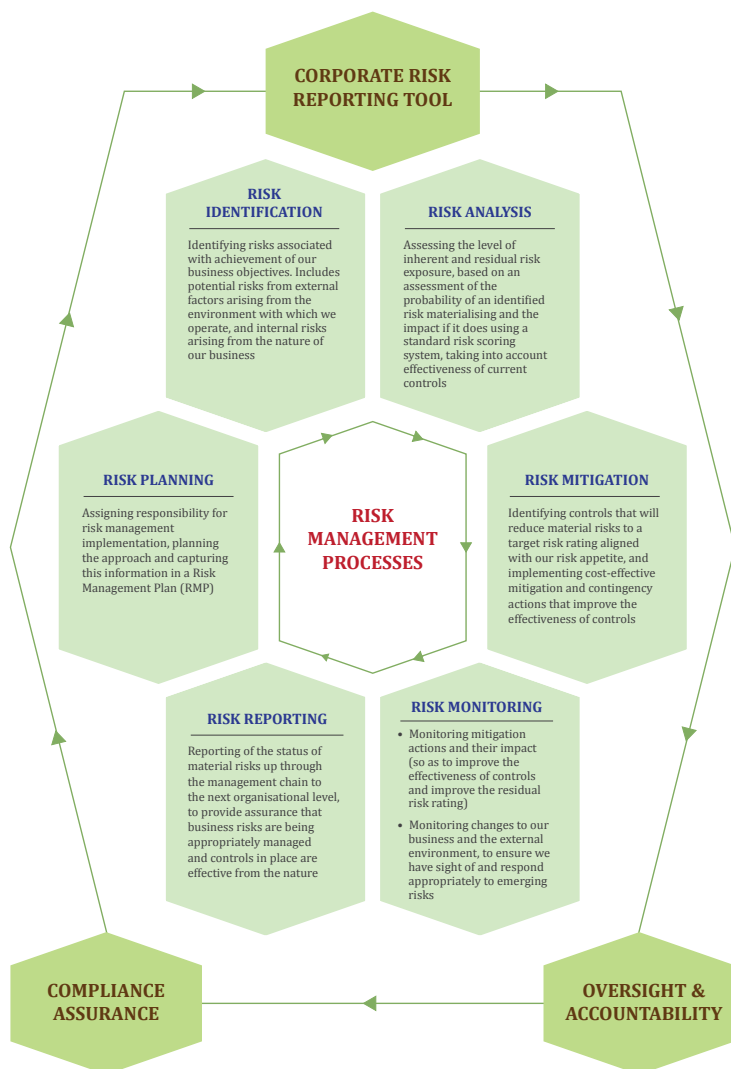 CORPORATE RISK
REPORTING TOOL
RISK
IDENTIFICATION
Identifying risks associated
with achievement of our
business objectives. Includes
potential risks from external
factors arising from the
environment with which we
operate, and internal risks
arising from the nature of
our business
RISK ANALYSIS
Assessing the level of
inherent and residual risk
exposure, based on an
assessment of the
probability of an identified
risk materialising and the
impact if it does using a
standard risk scoring
system, taking into account
effectiveness of current
controls
RISK PLANNING
Assigning responsibility for
risk management
implementation, planning
the approach and capturing
this information in a Risk
Management Plan (RMP)
RISK
MANAGEMENT
PROCESSES
RISK MITIGATION
Identifying controls that will
reduce material risks to a
target risk rating aligned
with our risk appetite, and
implementing cost-effective
mitigation and contingency
actions that improve the
effectiveness of controls
RISK REPORTING
Reporting of the status of
material risks up through
the management chain to
the next organisational level,
to provide assurance that
business risks are being
appropriately managed
and controls in place are
effective from the nature
RISK MONITORING
• Monitoring mitigation
actions and their impact
(so as to improve the
effectiveness of controls
and improve the residual
risk rating)
• Monitoring changes to our
business and the external
environment, to ensure we
have sight of and respond
appropriately to emerging
risks
COMPLIANCE
ASSURANCE
OVERSIGHT &
ACCOUNTABILITY